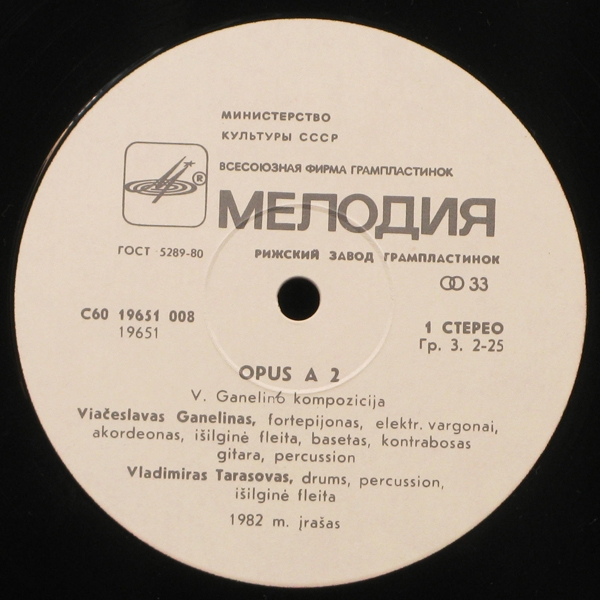 МИНИСТЕРСТВО
КУЛЬТУРЫ СССР
ВСЕСОЮЗНАЯ ФИРМА ГРАМПЛАСТИНОК
®
МЕЛОДИЯ
ГОСТ 5289-80
РИЖСКИЙ ЗАВОД ГРАМПЛАСТИНОК
33
С60 19651 008
19651
1 СТЕРЕО
Гр. 3. 2-25
OPUS A 2
V. Ganelino kompozicija
Viačeslavas Ganelinas, fortepijonas, elektr. vargonai,
akordeonas, išilginė fleita, basetas, kontrabosas
gitara, percussion
Vladimiras Tarasovas, drums, percussion,
išilginė fleita
1982 m. įrašas